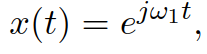 x(t) = e^{jω₁t},